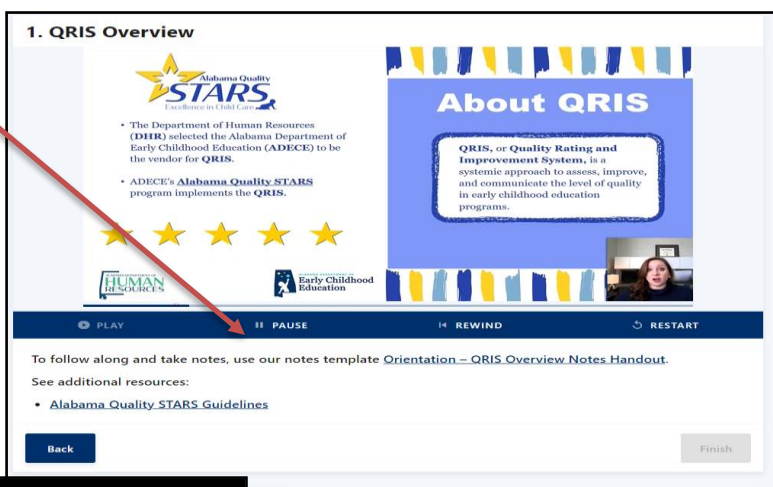 1. QRIS Overview
Alabama Quality
STARS
Excellence in Child Care
• The Department of Human Resources
(DHR) selected the Alabama Department of
Early Childhood Education (ADECE) to be
the vendor for QRIS.
• ADECE's Alabama Quality STARS
program implements the QRIS.
HUMAN
RESOURCES
Early Childhood
Education
About QRIS
QRIS, or Quality Rating and
Improvement System, is a
systemic approach to assess, improve,
and communicate the level of quality
in early childhood education
programs.
PLAY
PAUSE
REWIND
RESTART
To follow along and take notes, use our notes template Orientation – QRIS Overview Notes Handout.
See additional resources:
• Alabama Quality STARS Guidelines
Back
Finish